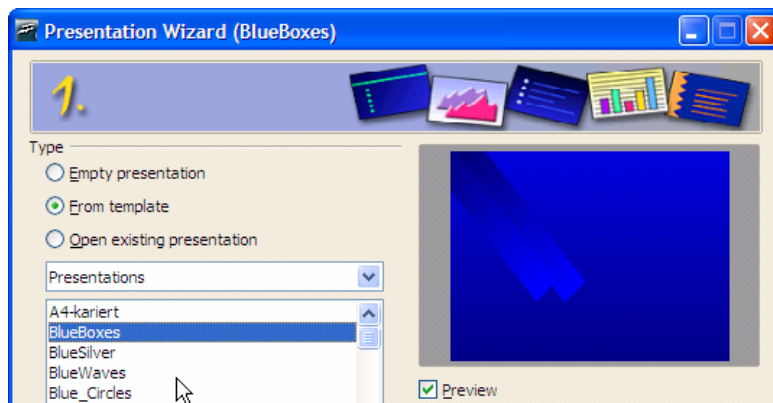 Presentation Wizard (BlueBoxes)
1.
Type
Empty presentation
From template
Open existing presentation
Presentations
A4-kariert
BlueBoxes
BlueSilver
BlueWaves
Blue_Circles
Preview